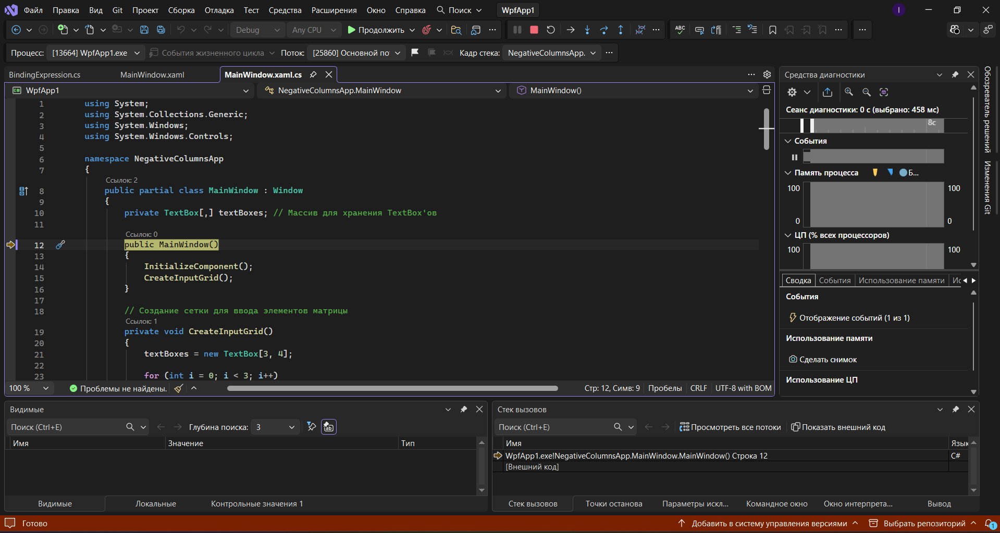 Файл Правка Вид Git Проект Сборка Отладка Тест Средства Расширения Окно Справка Поиск WpfApp1 I
Debug Any CPU Продолжить ABC
Процесс: [13664] WpfApp1.exe События жизненного цикла Поток: [25860] Основной по Кадр стека: NegativeColumnsApp.
BindingExpression.cs MainWindow.xaml MainWindow.xaml.cs
C# WpfApp1 NegativeColumnsApp.MainWindow MainWindow()
1 using System;
2 using System.Collections.Generic;
3 using System.Windows;
4 using System.Windows.Controls;
5
6 namespace NegativeColumnsApp
7 {
Ссылок: 2
8 public partial class MainWindow : Window
9 {
10 private TextBox[,] textBoxes; // Массив для хранения TextBox'ов
11
Ссылок: 0
12 public MainWindow()
13 {
14 InitializeComponent();
15 CreateInputGrid();
16 }
17
18 // Создание сетки для ввода элементов матрицы
Ссылок: 1
19 private void CreateInputGrid()
20 {
21 textBoxes = new TextBox[3, 4];
22
23 for (int i = 0; i < 3; i++)
100 % Проблемы не найдены. Стр: 12, Симв: 9 Пробелы CRLF UTF-8 with BOM
Средства диагностики
Сеанс диагностики: 0 с (выбрано: 458 мс)
8с
События
Память процесса Б...
100 100
0 0
ЦП (% всех процессоров)
100 100
Сводка События Использование памяти Ис
События
Отображение событий (1 из 1)
Использование памяти
Сделать снимок
Использование ЦП
Обозреватель решений
Изменения Git
Видимые
Поиск (Ctrl+E) Глубина поиска: 3
Имя Значение Тип
Видимые Локальные Контрольные значения 1
Стек вызовов
Поиск (Ctrl+E) Просмотреть все потоки Показать внешний код
Имя Язык
WpfApp1.exe!NegativeColumnsApp.MainWindow.MainWindow() Строка 12 C#
[Внешний код]
Стек вызовов Точки останова Параметры искл... Командное окно Окно интерпрета... Вывод
Готово Добавить в систему управления версиями Выбрать репозиторий 1